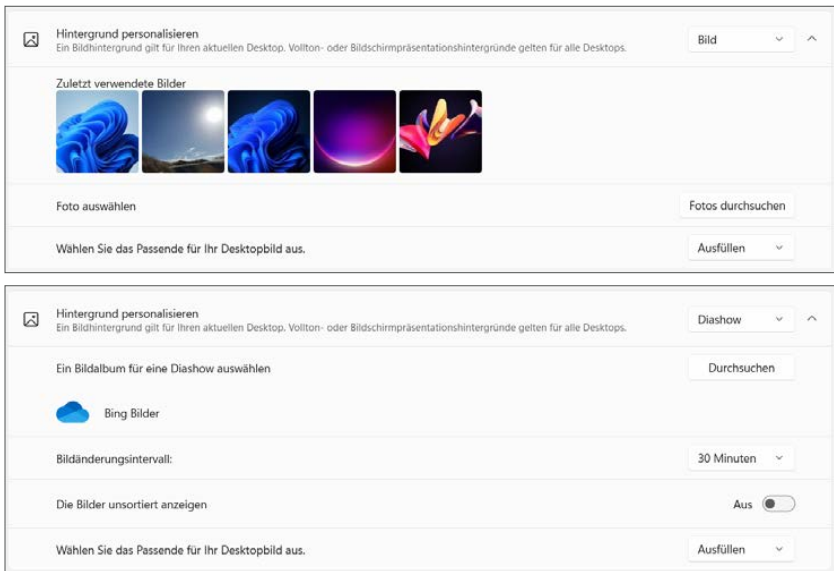 Hintergrund personalisieren
Ein Bildhintergrund gilt für Ihren aktuellen Desktop. Vollton- oder Bildschirmpräsentationshintergründe gelten für alle Desktops.
Bild
Zuletzt verwendete Bilder
Foto auswählen
Fotos durchsuchen
Wählen Sie das Passende für Ihr Desktopbild aus.
Ausfüllen
Hintergrund personalisieren
Ein Bildhintergrund gilt für Ihren aktuellen Desktop. Vollton- oder Bildschirmpräsentationshintergründe gelten für alle Desktops.
Diashow
Ein Bildalbum für eine Diashow auswählen
Durchsuchen
Bing Bilder
Bildänderungsintervall:
30 Minuten
Die Bilder unsortiert anzeigen
Aus
Wählen Sie das Passende für Ihr Desktopbild aus.
Ausfüllen